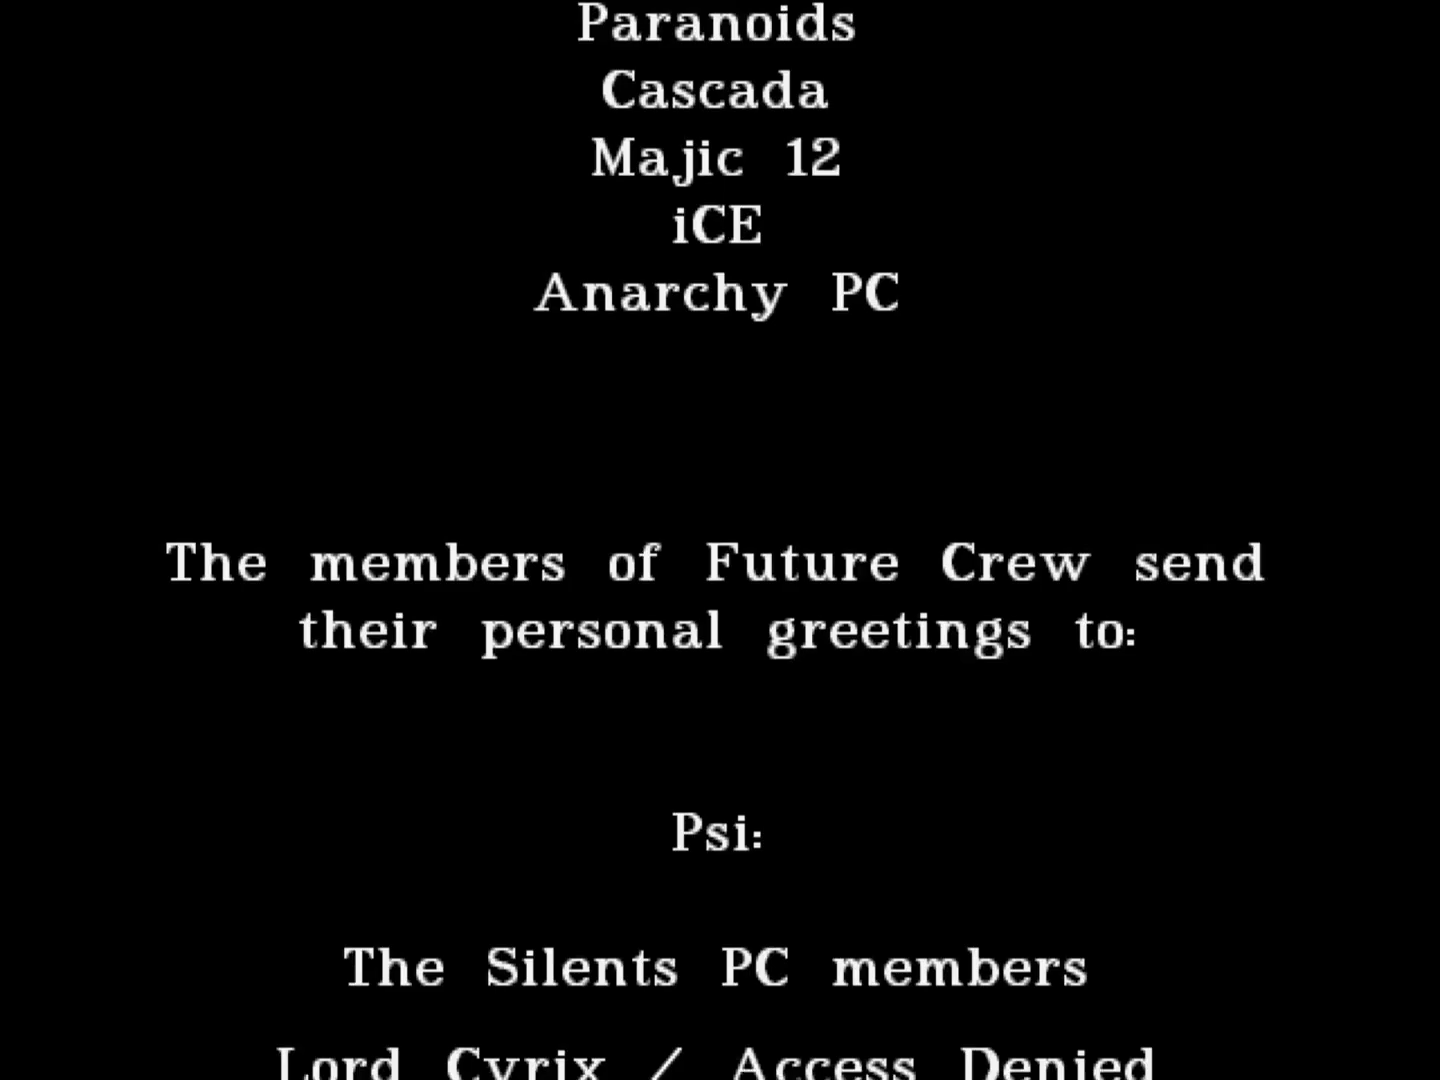 Paranoids
Cascada
Majic 12
iCE
Anarchy PC
The members of Future Crew send
their personal greetings to:
Psi:
The Silents PC members
Lord Cyrix / Access Denied